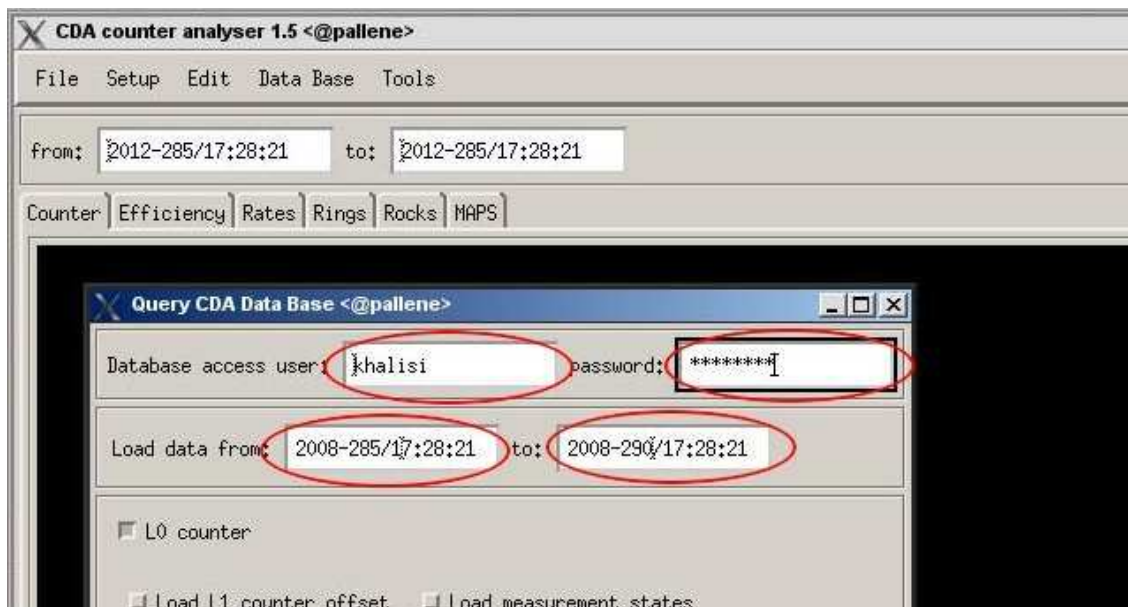 CDA counter analyser 1.5 <@pallene>
File Setup Edit Data Base Tools
from: 2012-285/17:28:21 to: 2012-285/17:28:21
Counter Efficiency Rates Rings Rocks MAPS
Query CDA Data Base <@pallene>
Database access user: khalisi password: ********
Load data from: 2008-285/17:28:21 to: 2008-290/17:28:21
L0 counter
Load L1 counter offset Load measurement states